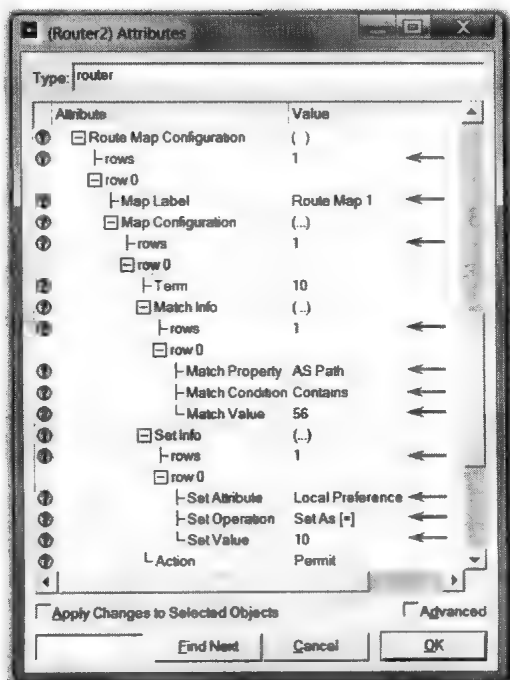 (Router2) Attributes
Type: router
Attribute Value
Route Map Configuration ( )
rows 1
row 0
Map Label Route Map 1
Map Configuration (...)
rows 1
row 0
Term 10
Match Info (...)
rows 1
row 0
Match Property AS Path
Match Condition Contains
Match Value 56
Set Info (...)
rows 1
row 0
Set Attribute Local Preference
Set Operation Set As [=]
Set Value 10
Action Permit
Apply Changes to Selected Objects Advanced
Find Next Cancel OK